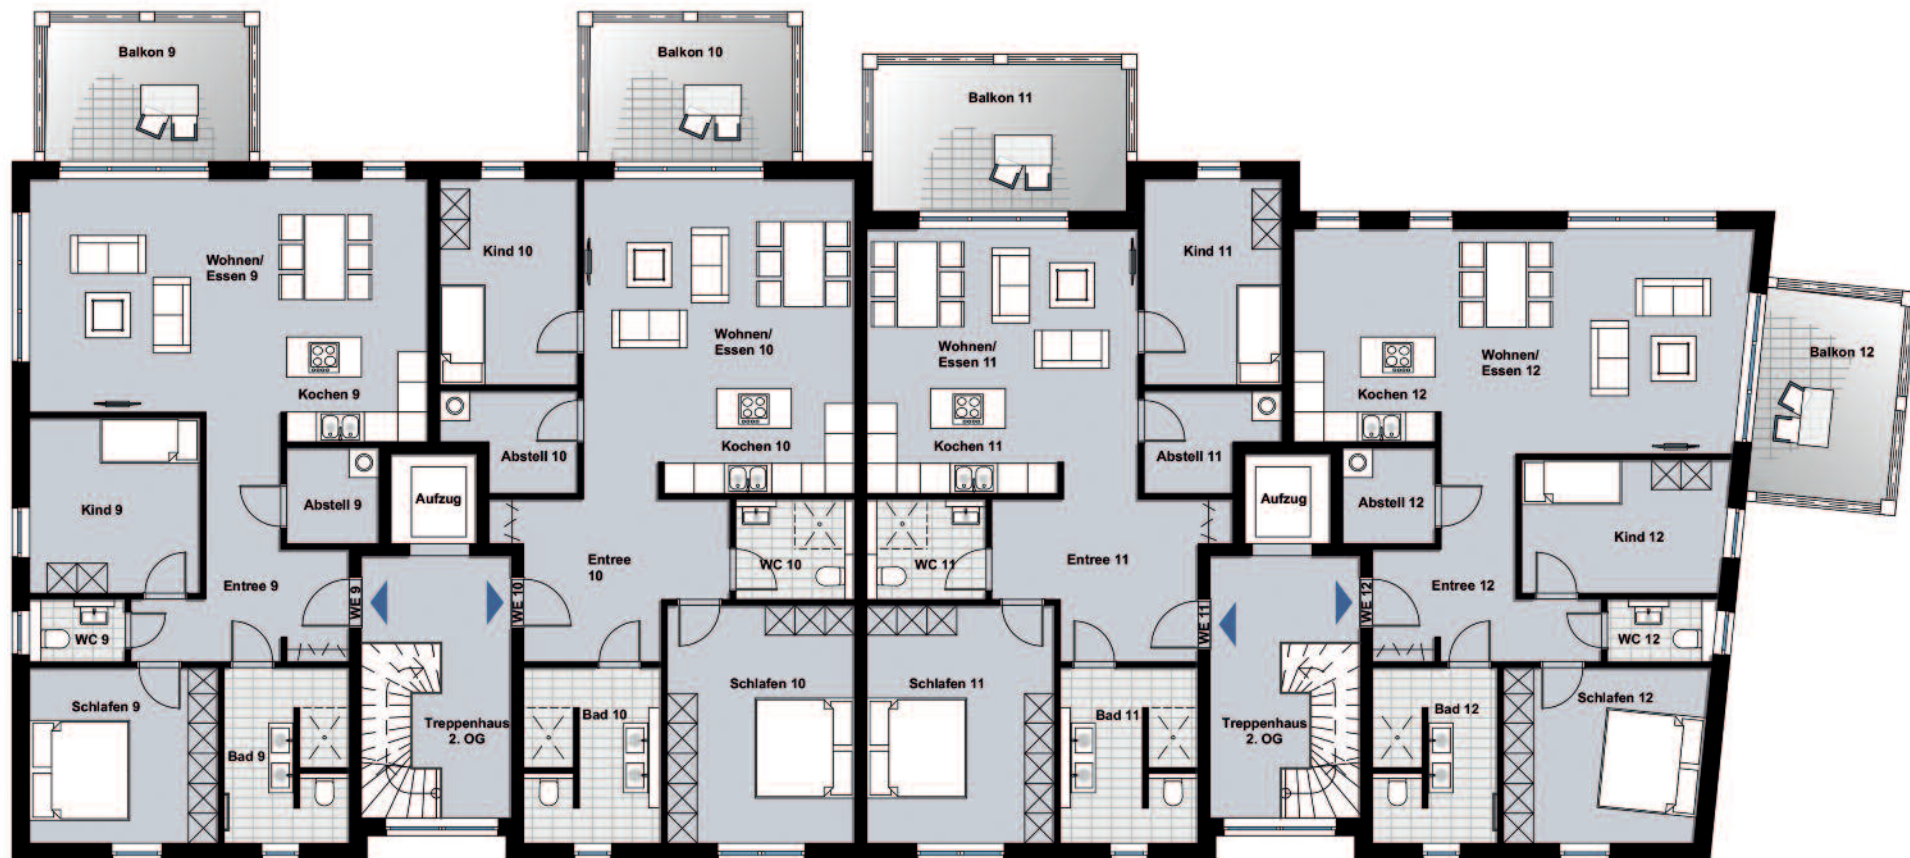 Balkon 9
Balkon 10
Balkon 11
Wohnen/
Essen 9
Kind 10
Kind 11
Wohnen/
Essen 10
Wohnen/
Essen 11
Wohnen/
Essen 12
Balkon 12
Kochen 9
Kochen 12
Kochen 10
Kochen 11
Abstell 10
Abstell 11
Kind 9
Abstell 9
Aufzug
Aufzug
Abstell 12
Kind 12
WC 10
WC 11
Entree
10
Entree 11
Entree 9
Entree 12
WE 9
WE 10
WE 11
WE 12
WC 9
WC 12
Schlafen 9
Schlafen 10
Schlafen 11
Schlafen 12
Bad 10
Bad 11
Bad 12
Treppenhaus
2. OG
Treppenhaus
2. OG
Bad 9